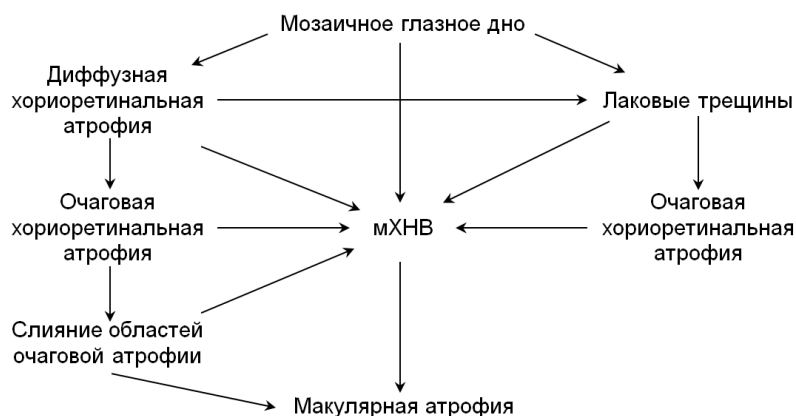 Мозаичное глазное дно
Диффузная
хориоретинальная
атрофия
Лаковые трещины
Очаговая
хориоретинальная
атрофия
мХНВ
Очаговая
хориоретинальная
атрофия
Слияние областей
очаговой атрофии
Макулярная атрофия